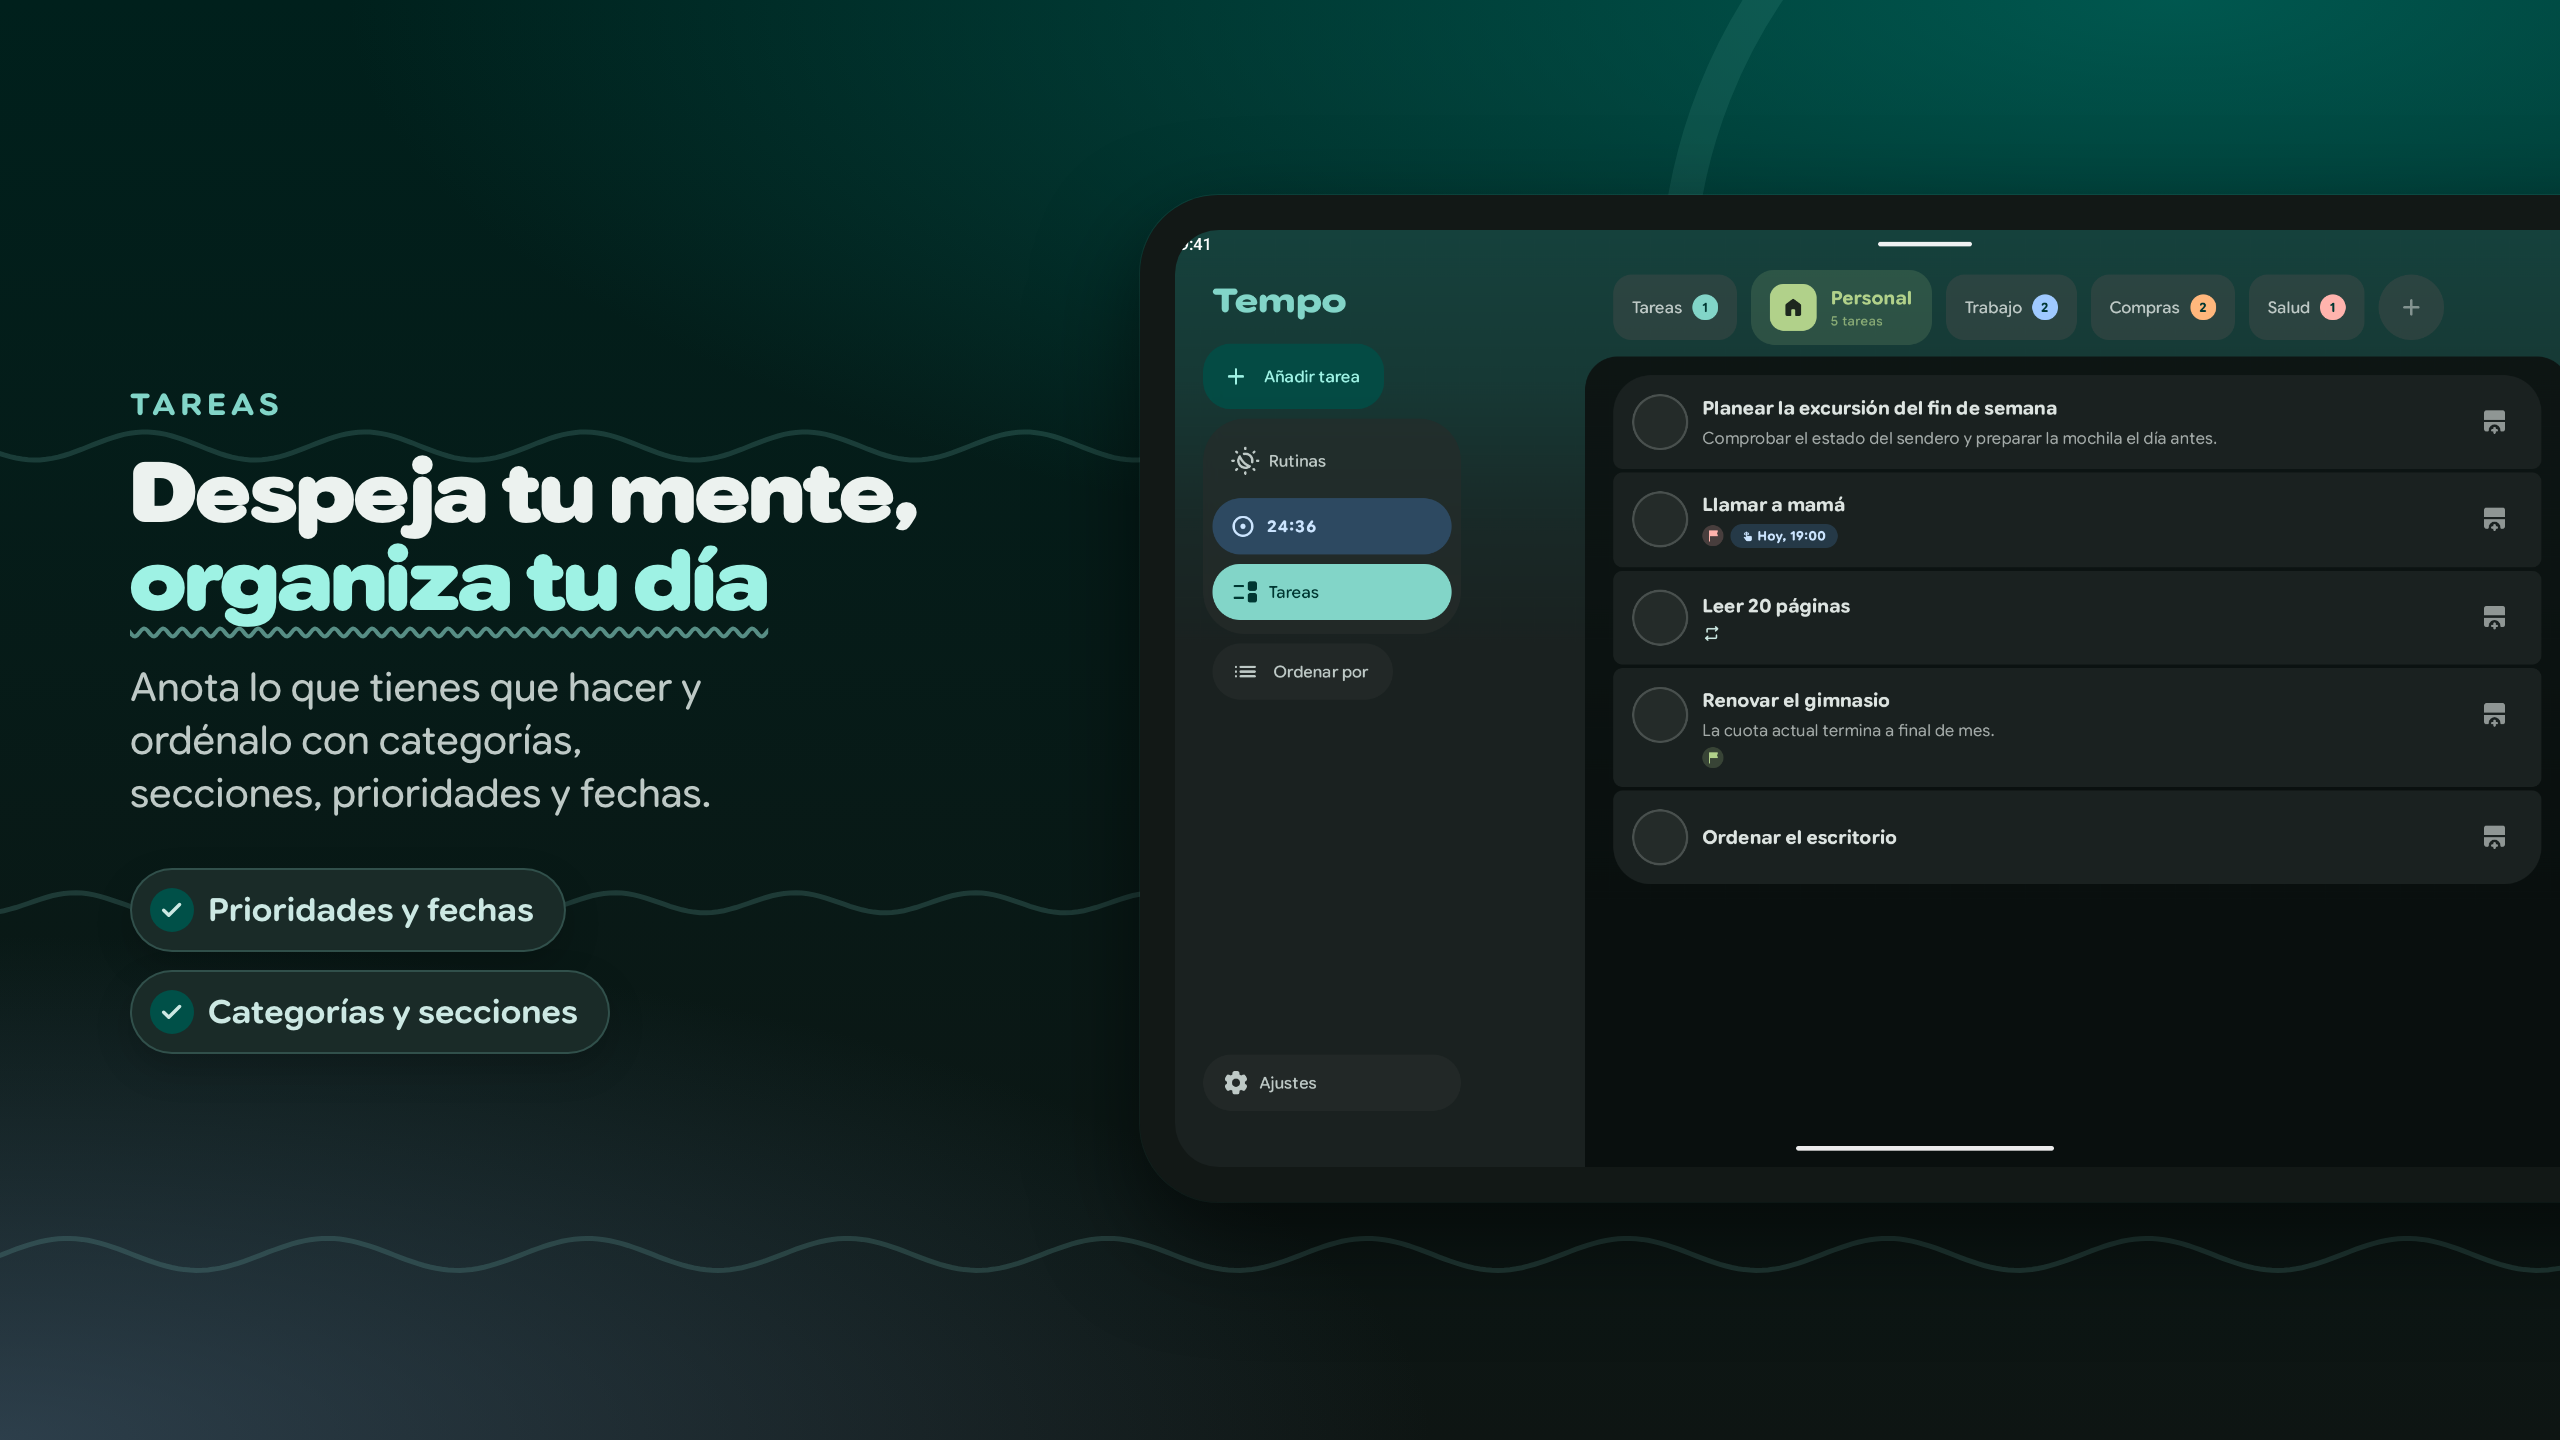 TAREAS
Despeja tu mente,
organiza tu día
Anota lo que tienes que hacer y
ordénalo con categorías,
secciones, prioridades y fechas.
Prioridades y fechas
Categorías y secciones
:41
Tempo
Añadir tarea
Rutinas
24:36
Tareas
Ordenar por
Ajustes
Tareas 1
Personal
5 tareas
Trabajo 2
Compras 2
Salud 1
Planear la excursión del fin de semana
Comprobar el estado del sendero y preparar la mochila el día antes.
Llamar a mamá
Hoy, 19:00
Leer 20 páginas
Renovar el gimnasio
La cuota actual termina a final de mes.
Ordenar el escritorio